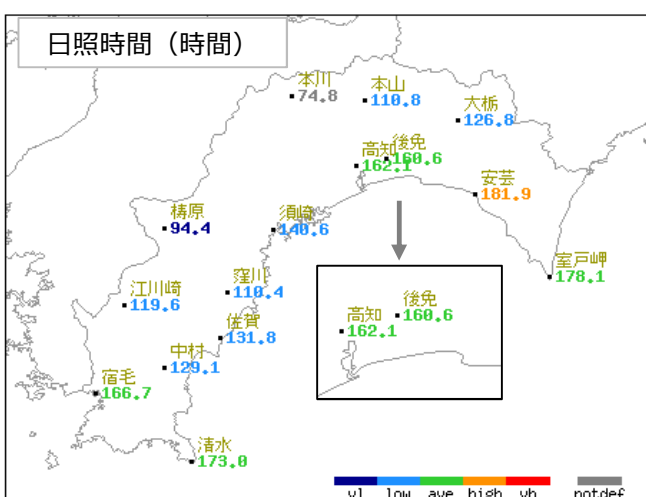 日照時間（時間）
本川
74.8
本山
110.8
大栃
126.8
高知
162.1
後免
160.6
安芸
181.9
梼原
94.4
須崎
140.6
室戸岬
178.1
江川崎
119.6
窪川
110.4
佐賀
131.8
中村
129.1
宿毛
166.7
清水
173.0
高知
162.1
後免
160.6
vl low ave high vh notdef